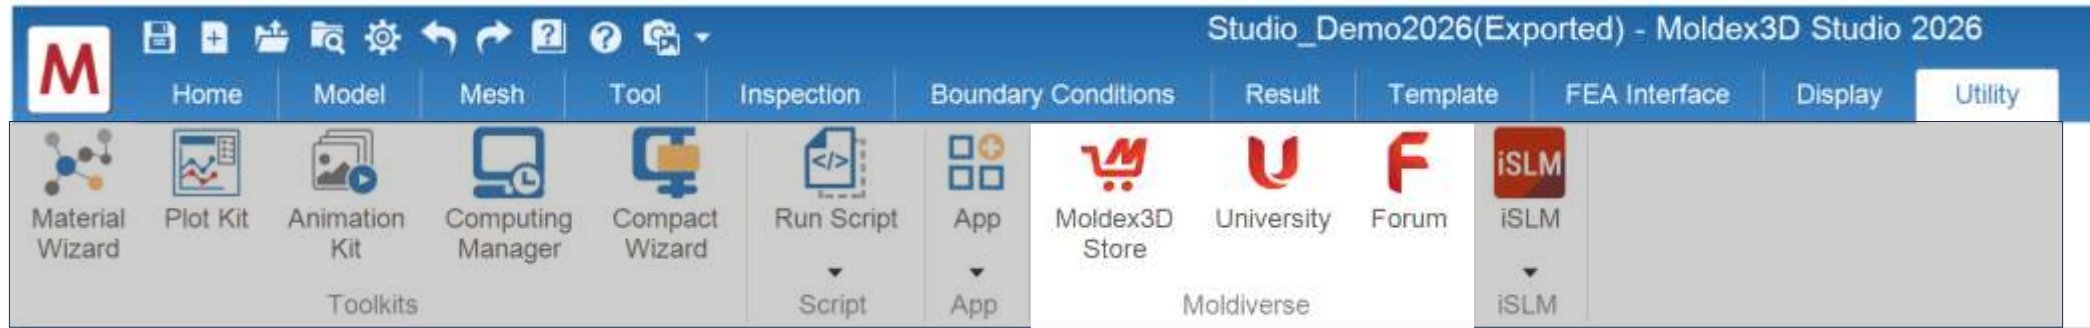 Studio_Demo2026(Exported) - Moldex3D Studio 2026
M
Home Model Mesh Tool Inspection Boundary Conditions Result Template FEA Interface Display Utility
</> iSLM
Material Wizard Plot Kit Animation Kit Computing Manager Compact Wizard Run Script App Moldex3D Store University Forum iSLM
Toolkits Script App Moldiverse iSLM